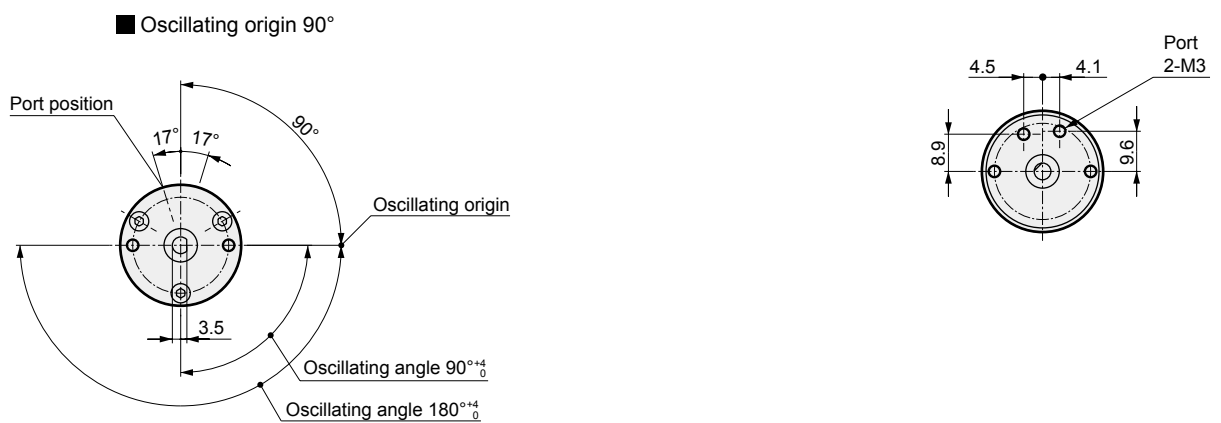 ■ Oscillating origin 90°
Port position
17° 17°
90°
Oscillating origin
3.5
Oscillating angle 90°+4 0
Oscillating angle 180°+4 0
Port
2-M3
4.5 4.1
8.9
9.6